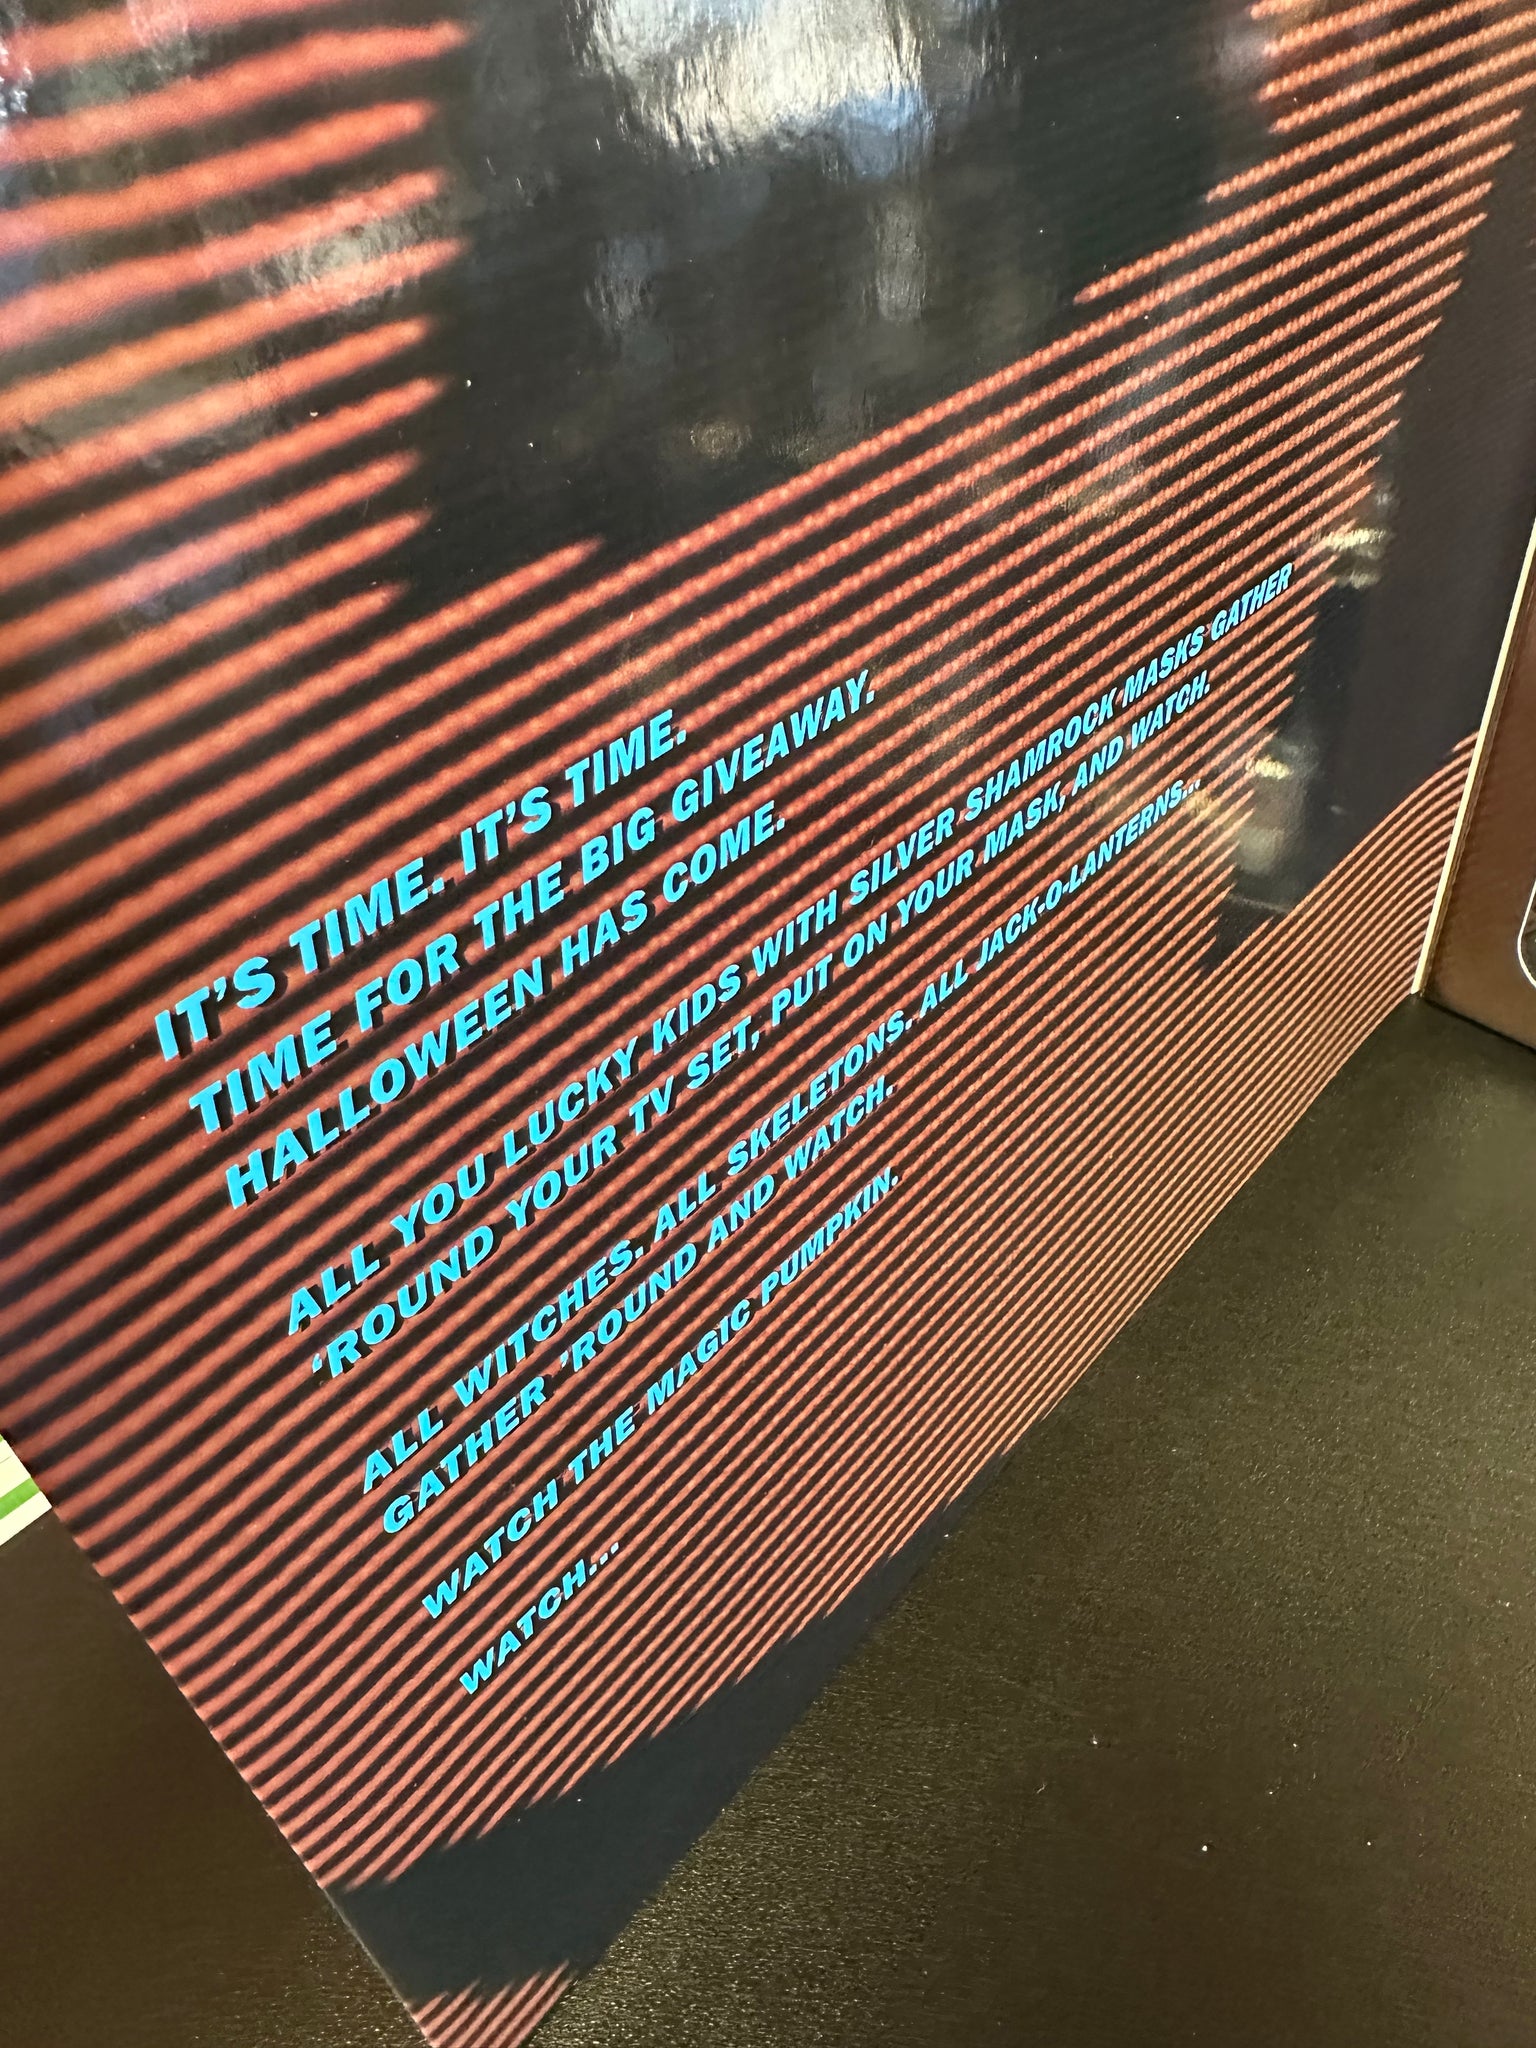 IT'S TIME. IT'S TIME.
TIME FOR THE BIG GIVEAWAY.
HALLOWEEN HAS COME.
ALL YOU LUCKY KIDS WITH SILVER SHAMROCK MASKS GATHER
‘ROUND YOUR TV SET, PUT ON YOUR MASK, AND WATCH.
ALL WITCHES. ALL SKELETONS. ALL JACK-O-LANTERNS...
GATHER ’ROUND AND WATCH.
WATCH THE MAGIC PUMPKIN.
WATCH...